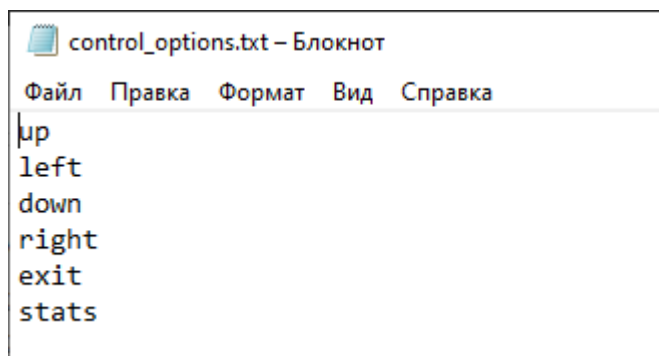 control_options.txt – Блокнот
Файл Правка Формат Вид Справка
up
left
down
right
exit
stats